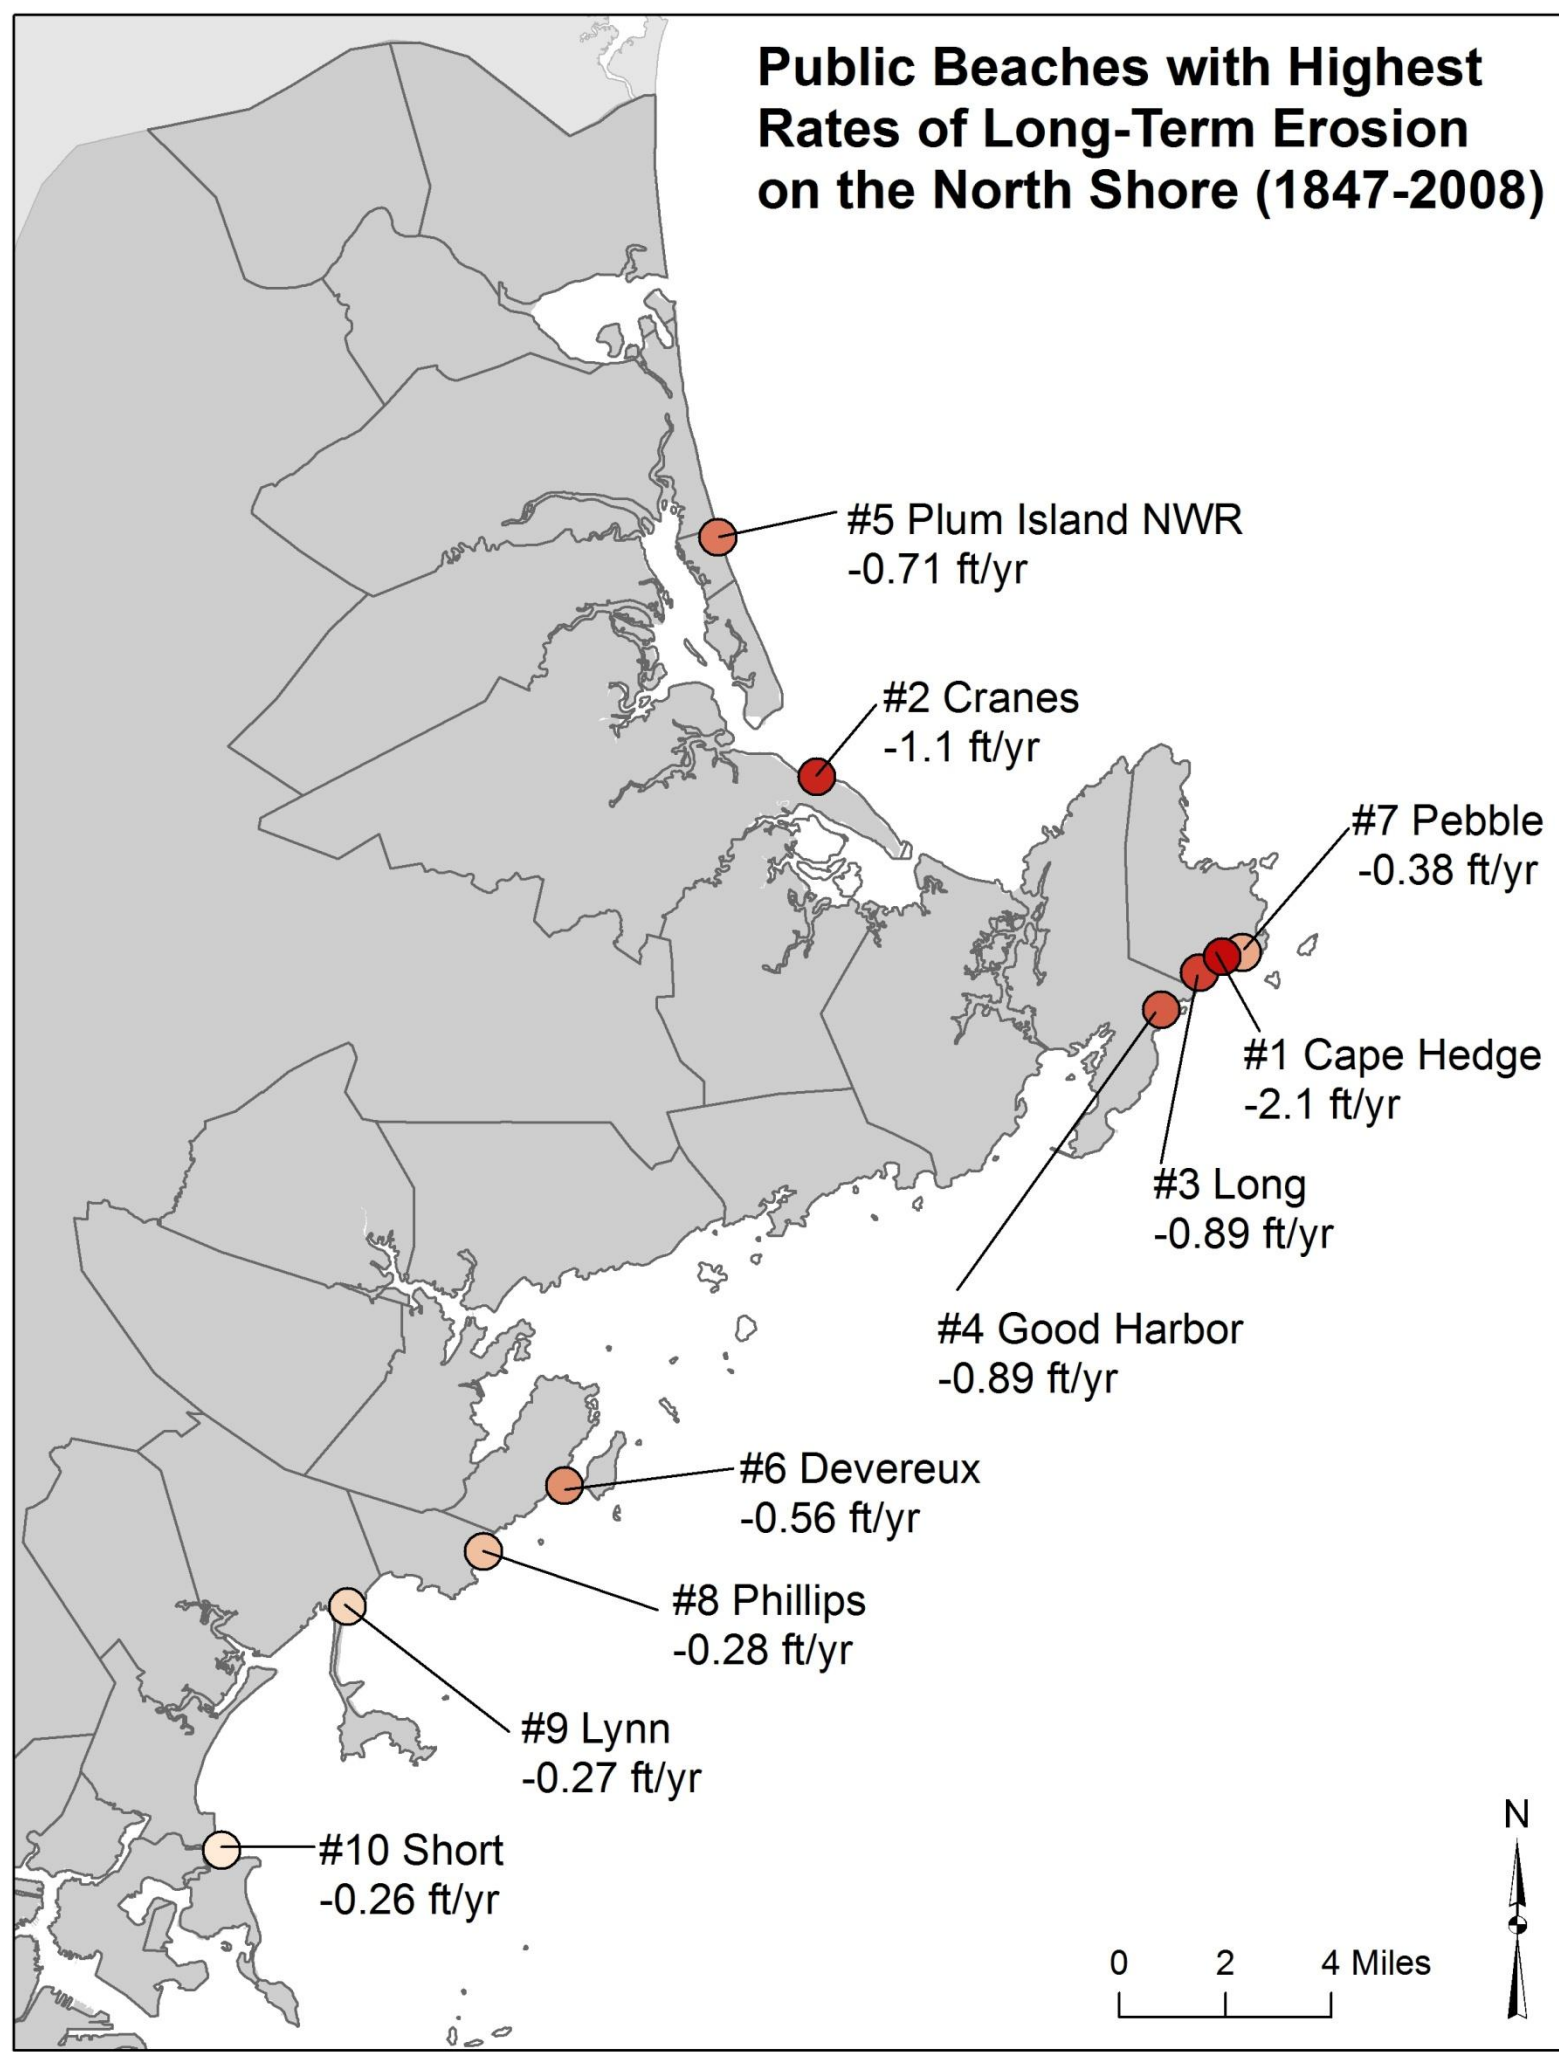 Public Beaches with Highest
Rates of Long-Term Erosion
on the North Shore (1847-2008)
#5 Plum Island NWR
-0.71 ft/yr
#2 Cranes
-1.1 ft/yr
#7 Pebble
-0.38 ft/yr
#1 Cape Hedge
-2.1 ft/yr
#3 Long
-0.89 ft/yr
#4 Good Harbor
-0.89 ft/yr
#6 Devereux
-0.56 ft/yr
#8 Phillips
-0.28 ft/yr
#9 Lynn
-0.27 ft/yr
#10 Short
-0.26 ft/yr
N
0 2 4 Miles